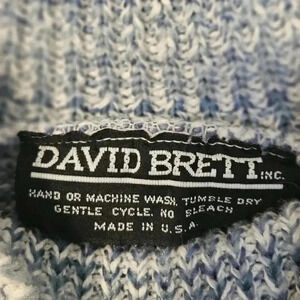 DAVID BRETT INC.
HAND OR MACHINE WASH, TUMBLE DRY
GENTLE CYCLE, NO BLEACH
MADE IN U.S.A.